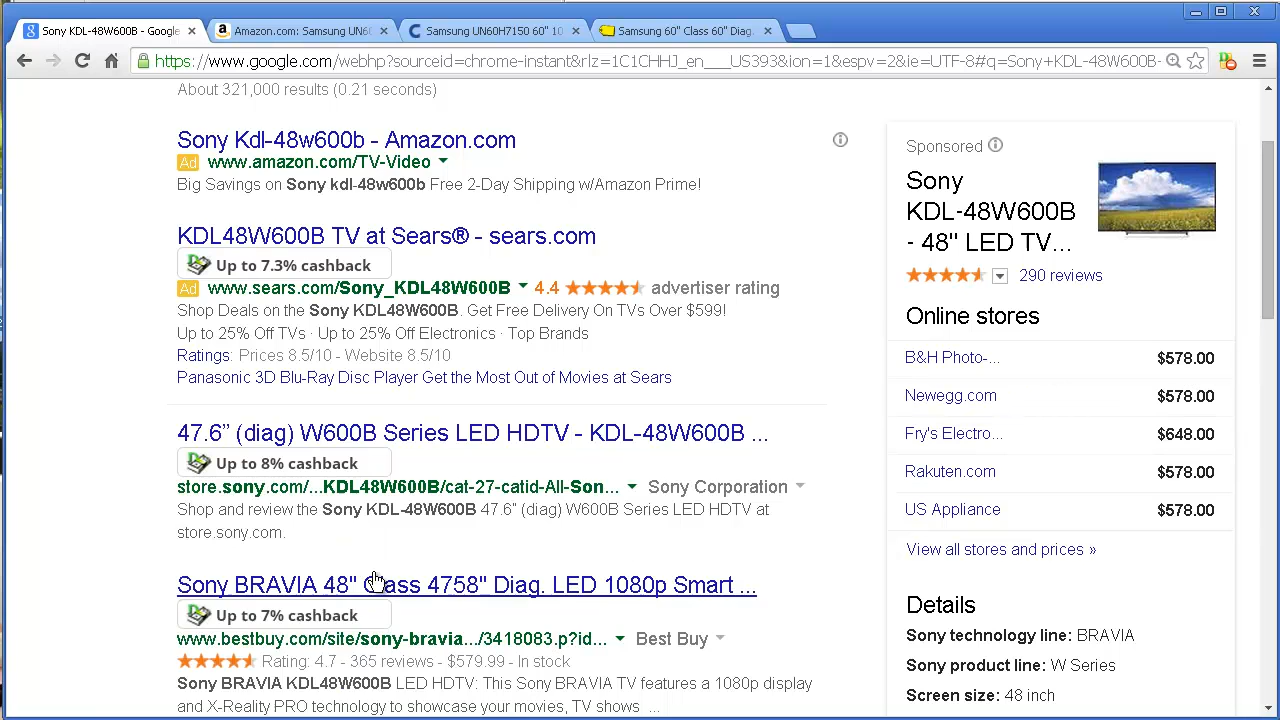 Sony KDL-48W600B - Google
Amazon.com: Samsung UN60
Samsung UN60H7150 60" 10
Samsung 60" Class 60" Diag.
https://www.google.com/webhp?sourceid=chrome-instant&rlz=1C1CHHJ_en___US393&ion=1&espv=2&ie=UTF-8#q=Sony+KDL-48W600B-
About 321,000 results (0.21 seconds)
Sony Kdl-48w600b - Amazon.com
Ad www.amazon.com/TV-Video
Big Savings on Sony kdl-48w600b Free 2-Day Shipping w/Amazon Prime!
KDL48W600B TV at Sears® - sears.com
Up to 7.3% cashback
Ad www.sears.com/Sony_KDL48W600B 4.4 advertiser rating
Shop Deals on the Sony KDL48W600B. Get Free Delivery On TVs Over $599!
Up to 25% Off TVs · Up to 25% Off Electronics · Top Brands
Ratings: Prices 8.5/10 - Website 8.5/10
Panasonic 3D Blu-Ray Disc Player Get the Most Out of Movies at Sears
47.6” (diag) W600B Series LED HDTV - KDL-48W600B ...
Up to 8% cashback
store.sony.com/...KDL48W600B/cat-27-catid-All-Son... Sony Corporation
Shop and review the Sony KDL-48W600B 47.6” (diag) W600B Series LED HDTV at
store.sony.com.
Sony BRAVIA 48" Class 4758" Diag. LED 1080p Smart ...
Up to 7% cashback
www.bestbuy.com/site/sony-bravia.../3418083.p?id... Best Buy
Rating: 4.7 - 365 reviews - $579.99 - In stock
Sony BRAVIA KDL48W600B LED HDTV: This Sony BRAVIA TV features a 1080p display
and X-Reality PRO technology to showcase your movies, TV shows ...
Sponsored
Sony
KDL-48W600B
- 48" LED TV...
290 reviews
Online stores
B&H Photo-... $578.00
Newegg.com $578.00
Fry's Electro... $648.00
Rakuten.com $578.00
US Appliance $578.00
View all stores and prices »
Details
Sony technology line: BRAVIA
Sony product line: W Series
Screen size: 48 inch